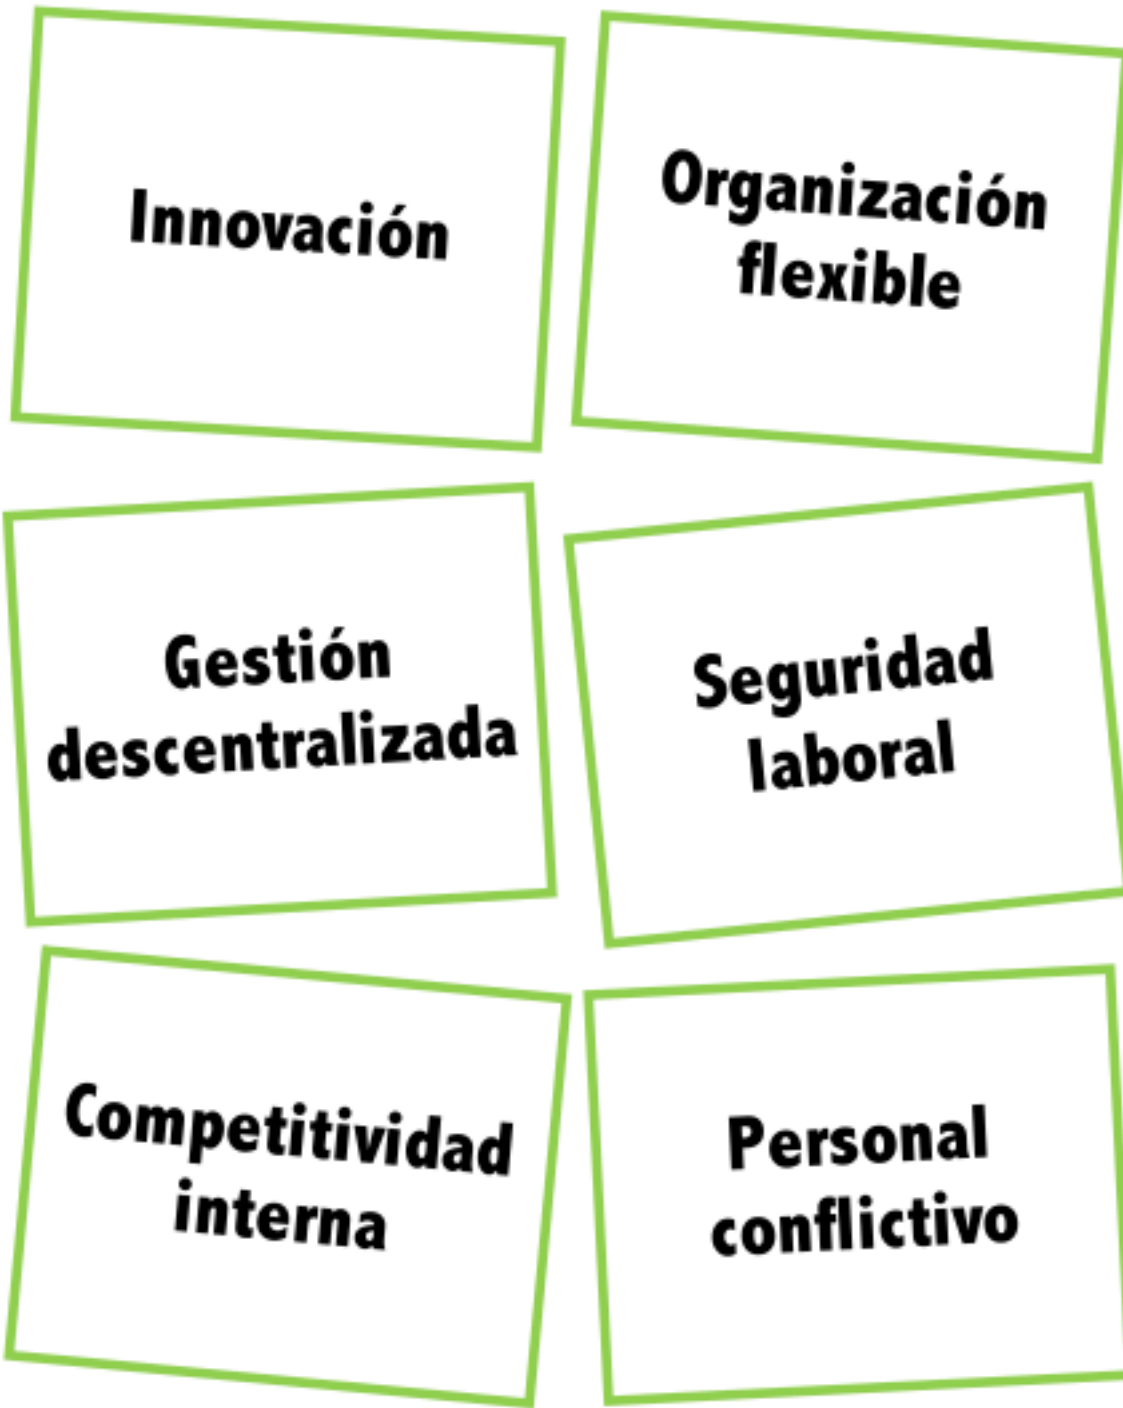 Innovación
Organización
flexible
Gestión
descentralizada
Seguridad
laboral
Competitividad
interna
Personal
conflictivo